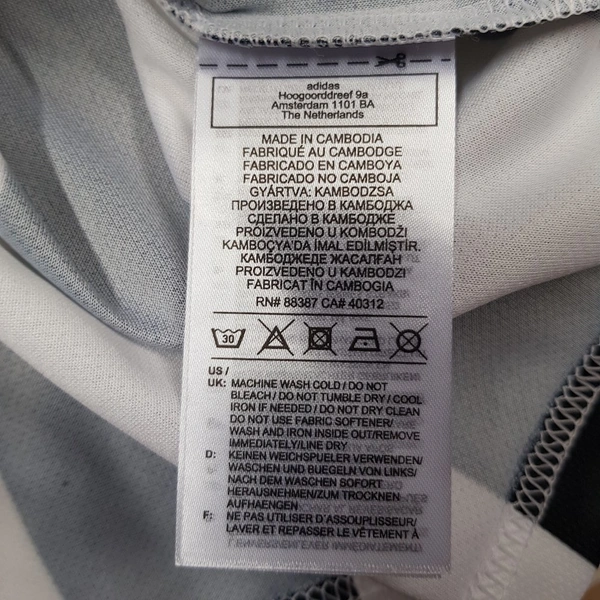 adidas
Hoogoorddreef 9a
Amsterdam 1101 BA
The Netherlands
MADE IN CAMBODIA
FABRIQUÉ AU CAMBODGE
FABRICADO EN CAMBOYA
FABRICADO NO CAMBOJA
GYÁRTVA: KAMBODZSA
ПРОИЗВЕДЕНО В КАМБОДЖА
СДЕЛАНО В КАМБОДЖЕ
PROIZVEDENO U KOMBODŽI
KAMBOÇYA'DA İMAL EDİLMİŞTİR.
КАМБОДЖЕДЕ ЖАСАЛҒАН
PROIZVEDENO U KAMBODZI
FABRICAT ÎN CAMBOGIA
RN# 88387 CA# 40312
30
US /
UK: MACHINE WASH COLD / DO NOT
BLEACH / DO NOT TUMBLE DRY / COOL
IRON IF NEEDED / DO NOT DRY CLEAN
DO NOT USE FABRIC SOFTENER/
WASH AND IRON INSIDE OUT/REMOVE
IMMEDIATELY/LINE DRY
D: KEINEN WEICHSPUELER VERWENDEN/
WASCHEN UND BUEGELN VON LINKS/
NACH DEM WASCHEN SOFORT
HERAUSNEHMEN/ZUM TROCKNEN
AUFHAENGEN
F: NE PAS UTILISER D'ASSOUPLISSEUR/
LAVER ET REPASSER LE VÊTEMENT À